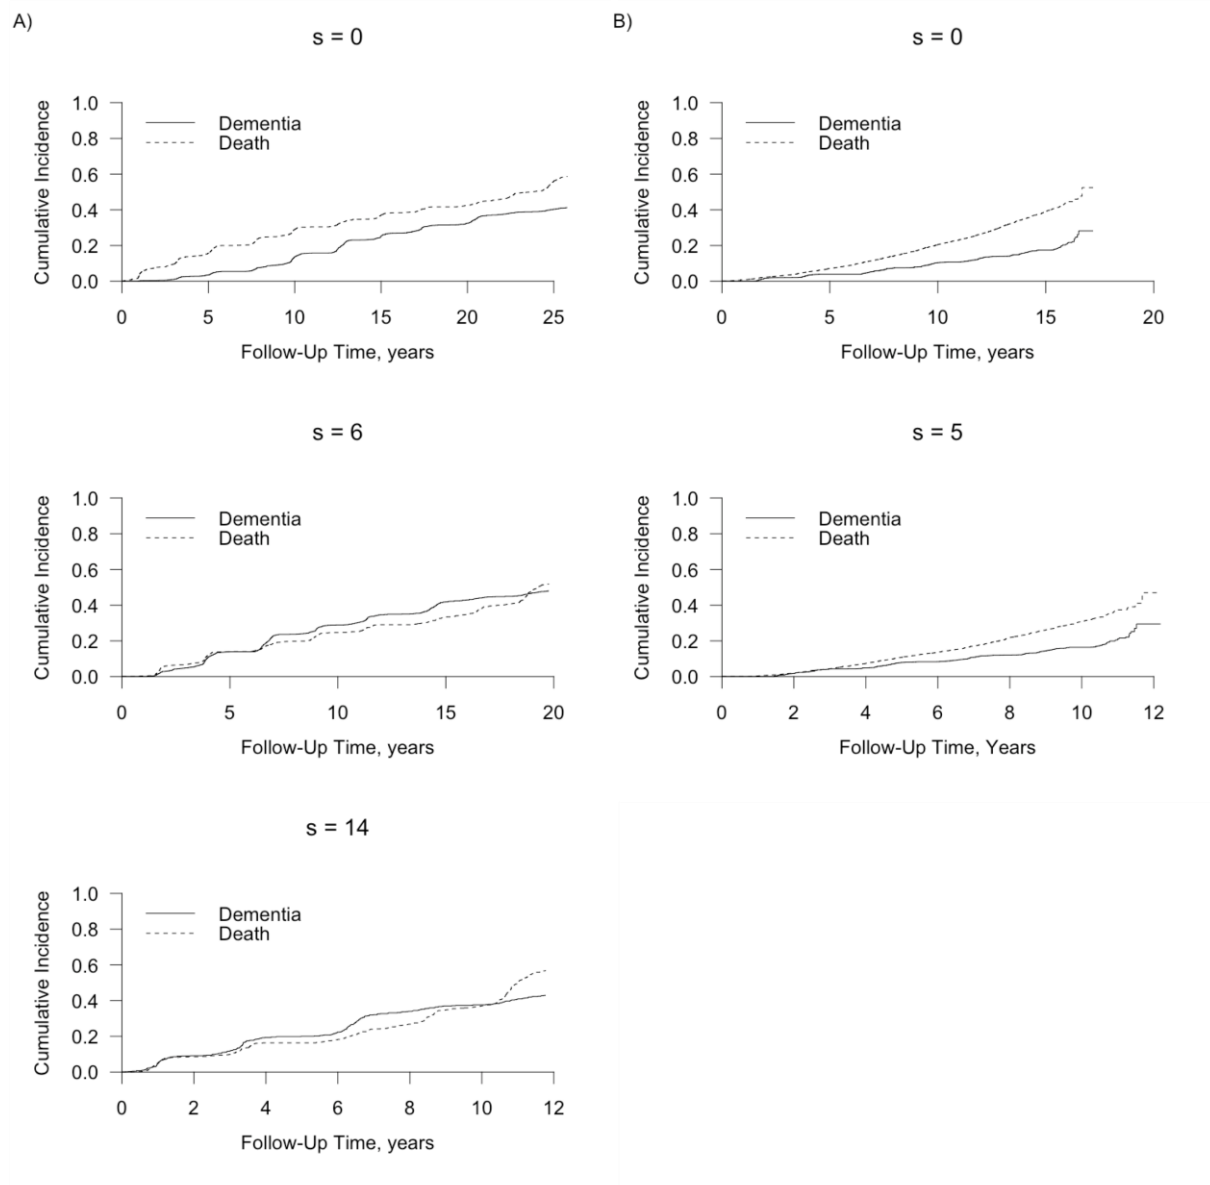 A)
s = 0
Cumulative Incidence
1.0
0.8
0.6
0.4
0.2
0.0
Dementia
Death
0 5 10 15 20 25
Follow-Up Time, years
B)
s = 0
Cumulative Incidence
1.0
0.8
0.6
0.4
0.2
0.0
Dementia
Death
0 5 10 15 20
Follow-Up Time, years
s = 6
Cumulative Incidence
1.0
0.8
0.6
0.4
0.2
0.0
Dementia
Death
0 5 10 15 20
Follow-Up Time, years
s = 5
Cumulative Incidence
1.0
0.8
0.6
0.4
0.2
0.0
Dementia
Death
0 2 4 6 8 10 12
Follow-Up Time, Years
s = 14
Cumulative Incidence
1.0
0.8
0.6
0.4
0.2
0.0
Dementia
Death
0 2 4 6 8 10 12
Follow-Up Time, years